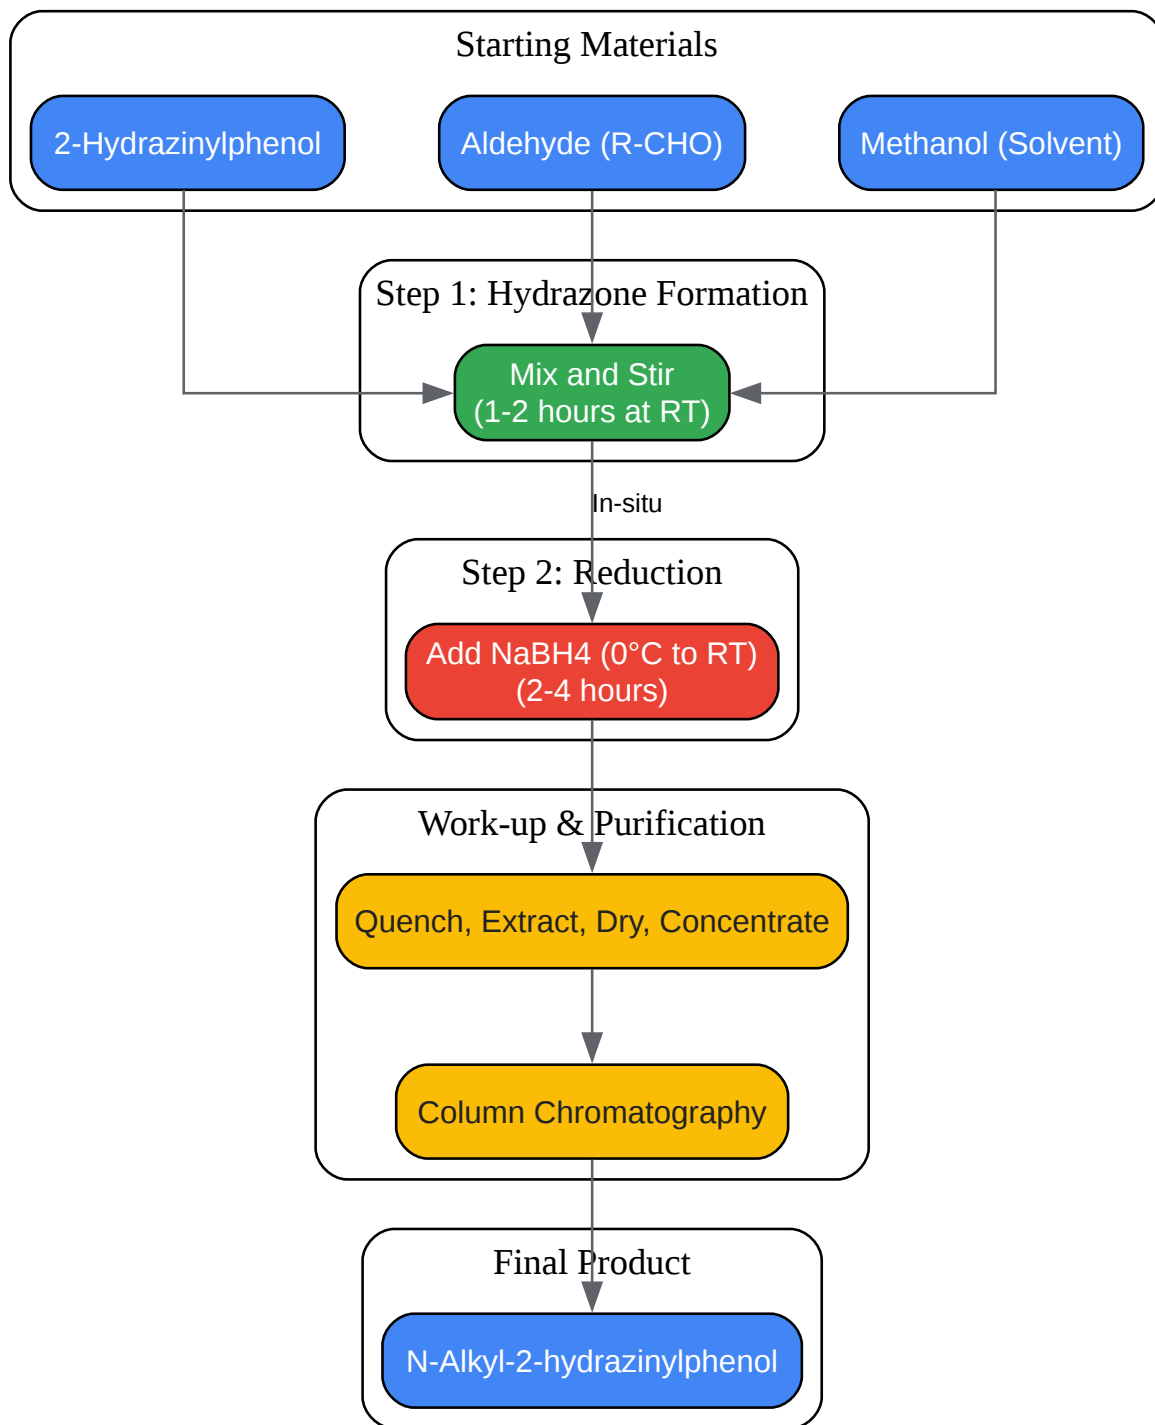 Starting Materials
2-Hydrazinylphenol
Aldehyde (R-CHO)
Methanol (Solvent)
Step 1: Hydrazone Formation
Mix and Stir
(1-2 hours at RT)
In-situ
Step 2: Reduction
Add NaBH4 (0°C to RT)
(2-4 hours)
Work-up & Purification
Quench, Extract, Dry, Concentrate
Column Chromatography
Final Product
N-Alkyl-2-hydrazinylphenol